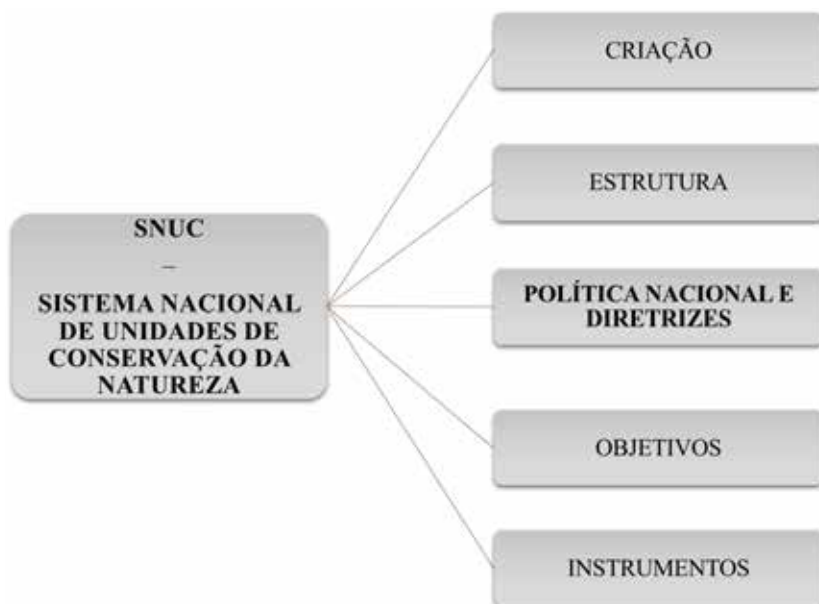 SNUC
–
SISTEMA NACIONAL
DE UNIDADES DE
CONSERVAÇÃO DA
NATUREZA
CRIAÇÃO
ESTRUTURA
POLÍTICA NACIONAL E
DIRETRIZES
OBJETIVOS
INSTRUMENTOS